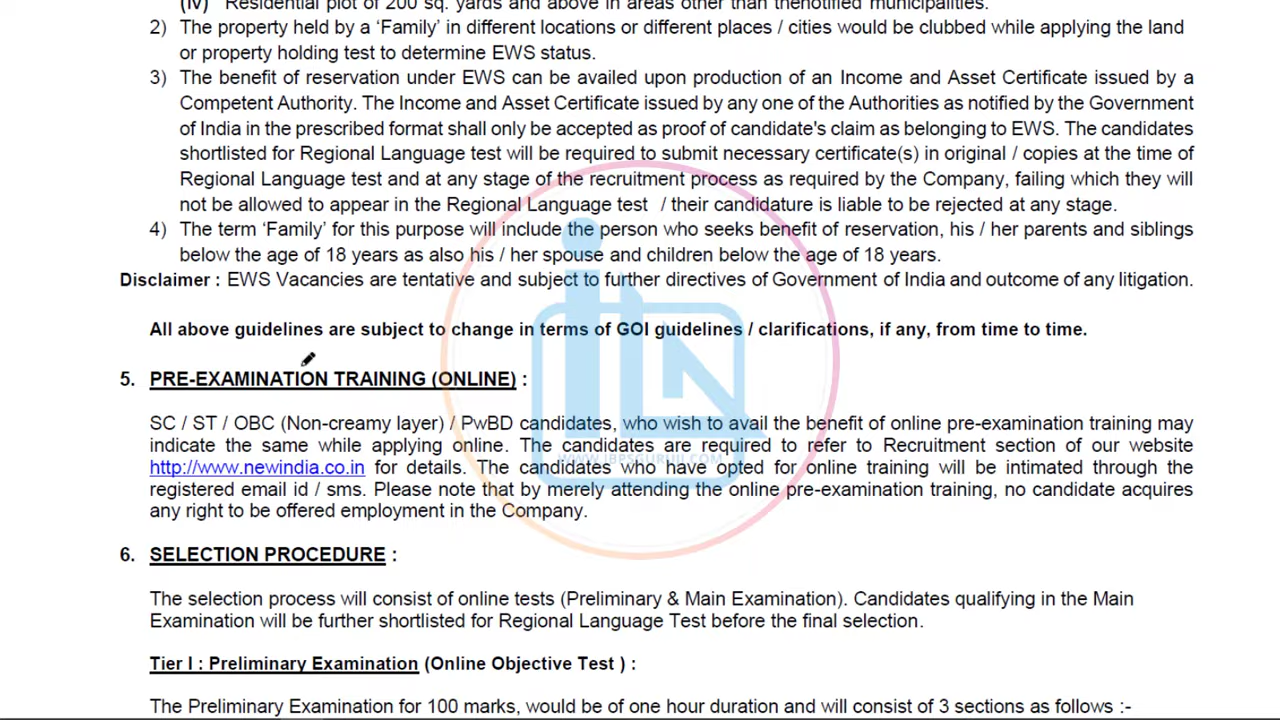 (iv) Residential plot of 200 sq. yards and above in areas other than thenotified municipalities.
2) The property held by a ‘Family’ in different locations or different places / cities would be clubbed while applying the land
or property holding test to determine EWS status.
3) The benefit of reservation under EWS can be availed upon production of an Income and Asset Certificate issued by a
Competent Authority. The Income and Asset Certificate issued by any one of the Authorities as notified by the Government
of India in the prescribed format shall only be accepted as proof of candidate's claim as belonging to EWS. The candidates
shortlisted for Regional Language test will be required to submit necessary certificate(s) in original / copies at the time of
Regional Language test and at any stage of the recruitment process as required by the Company, failing which they will
not be allowed to appear in the Regional Language test / their candidature is liable to be rejected at any stage.
4) The term ‘Family’ for this purpose will include the person who seeks benefit of reservation, his / her parents and siblings
below the age of 18 years as also his / her spouse and children below the age of 18 years.
Disclaimer : EWS Vacancies are tentative and subject to further directives of Government of India and outcome of any litigation.
All above guidelines are subject to change in terms of GOI guidelines / clarifications, if any, from time to time.
5. PRE-EXAMINATION TRAINING (ONLINE) :
SC / ST / OBC (Non-creamy layer) / PwBD candidates, who wish to avail the benefit of online pre-examination training may
indicate the same while applying online. The candidates are required to refer to Recruitment section of our website
http://www.newindia.co.in for details. The candidates who have opted for online training will be intimated through the
registered email id / sms. Please note that by merely attending the online pre-examination training, no candidate acquires
any right to be offered employment in the Company.
WWW.IBPSGURUJI.COM
6. SELECTION PROCEDURE :
The selection process will consist of online tests (Preliminary & Main Examination). Candidates qualifying in the Main
Examination will be further shortlisted for Regional Language Test before the final selection.
Tier I : Preliminary Examination (Online Objective Test ) :
The Preliminary Examination for 100 marks, would be of one hour duration and will consist of 3 sections as follows :-